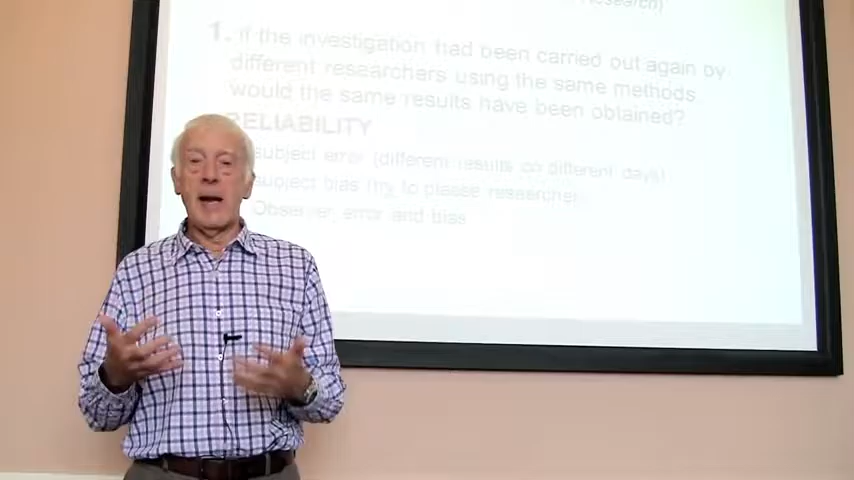 Research)
1. If the investigation had been carried out again by
different researchers using the same methods
would the same results have been obtained?
RELIABILITY
subject error (different results on different days)
subject bias (try to please researcher)
Observer, error and bias